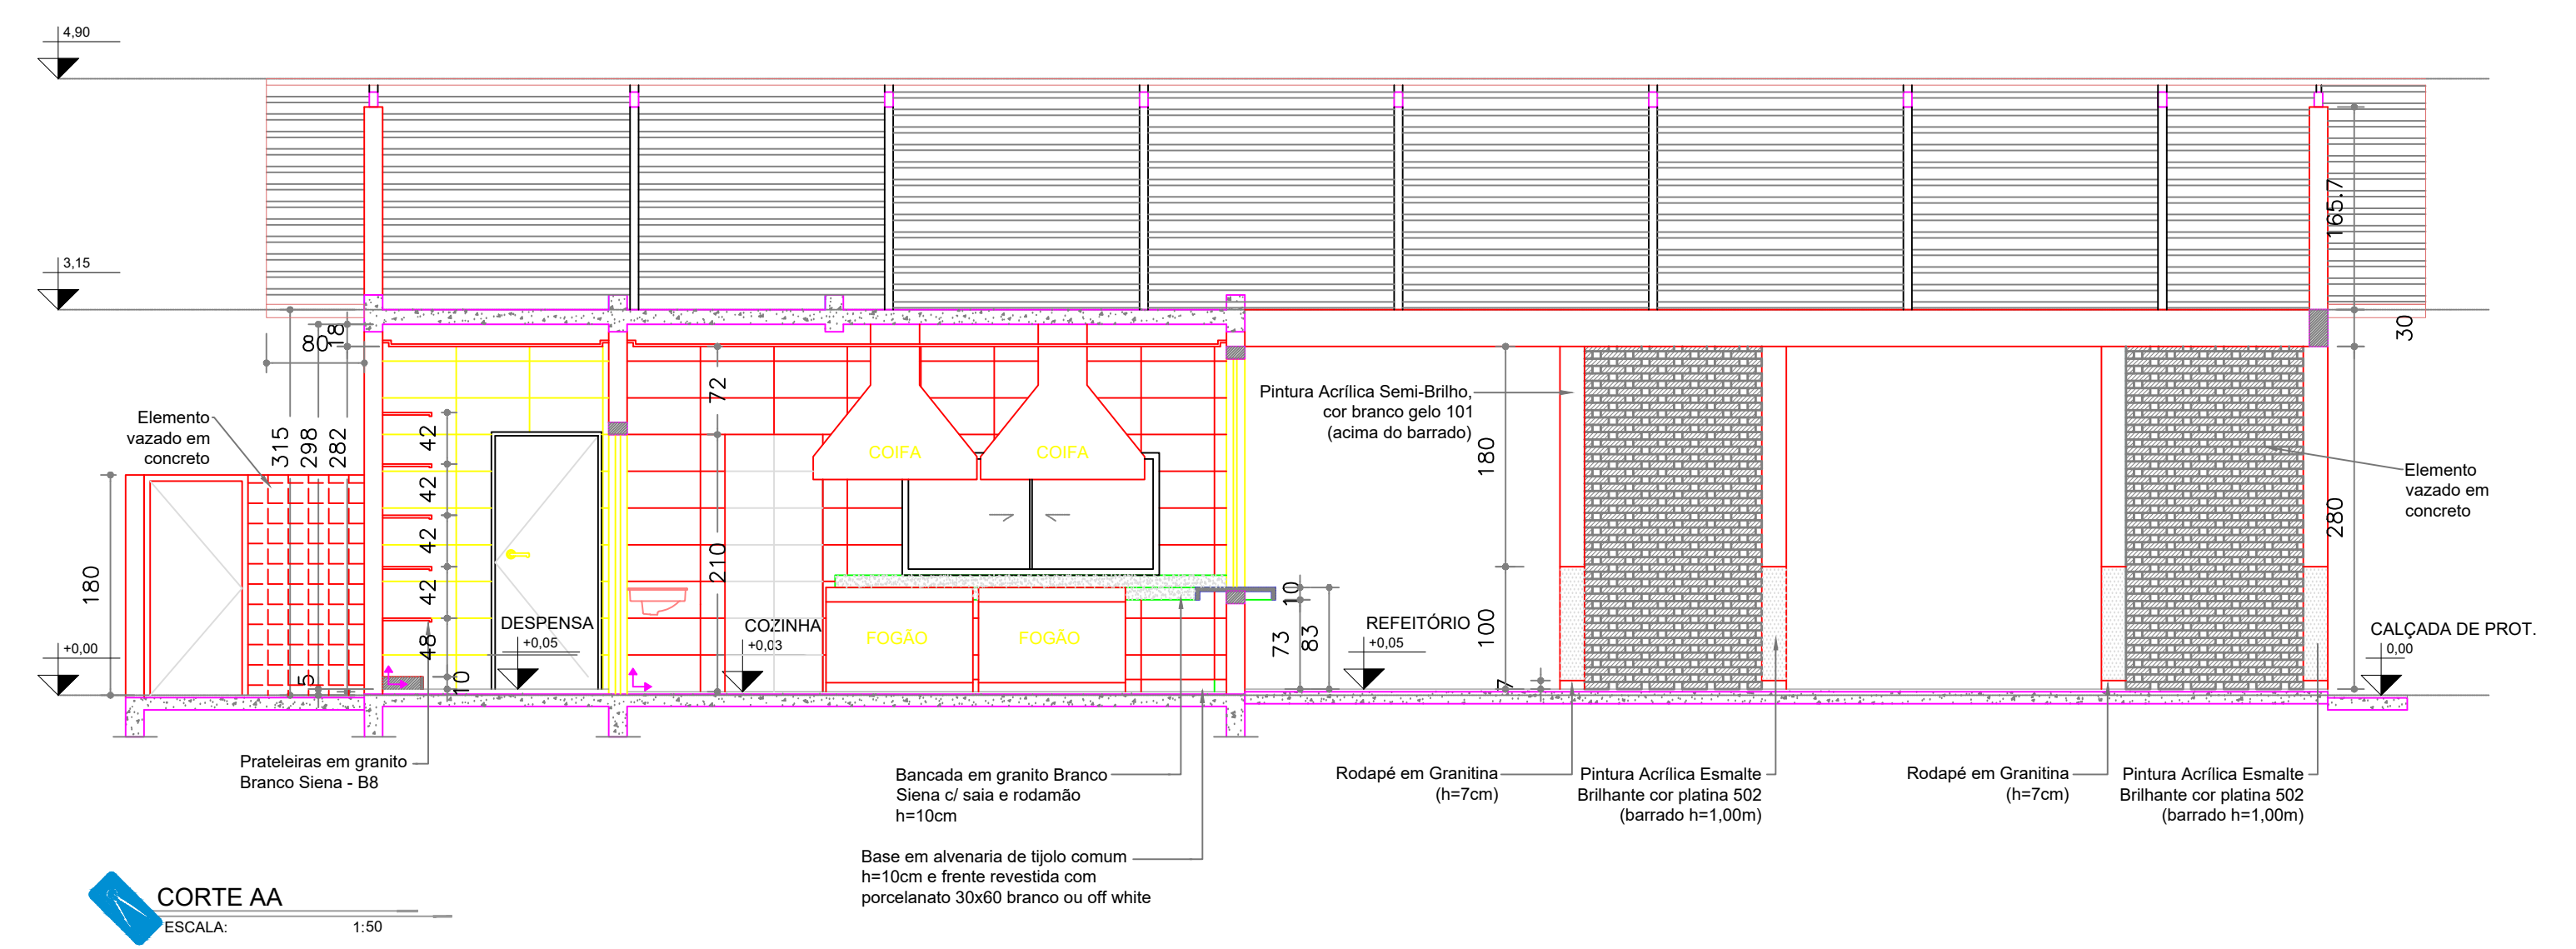 4,90
3,15
165.7
30
80
18
Elemento
vazado em
concreto
315
298
282
42
42
42
42
48
10
5
180
+0,00
72
210
COIFA
COIFA
FOGÃO
FOGÃO
DESPENSA
+0,05
COZINHA
+0,03
10
73
83
REFEITÓRIO
+0,05
Pintura Acrílica Semi-Brilho,
cor branco gelo 101
(acima do barrado)
180
100
7
Elemento
vazado em
concreto
280
CALÇADA DE PROT.
0,00
Prateleiras em granito
Branco Siena - B8
Bancada em granito Branco
Siena c/ saia e rodamão
h=10cm
Base em alvenaria de tijolo comum
h=10cm e frente revestida com
porcelanato 30x60 branco ou off white
Rodapé em Granitina
(h=7cm)
Pintura Acrílica Esmalte
Brilhante cor platina 502
(barrado h=1,00m)
Rodapé em Granitina
(h=7cm)
Pintura Acrílica Esmalte
Brilhante cor platina 502
(barrado h=1,00m)
CORTE AA
ESCALA: 1:50